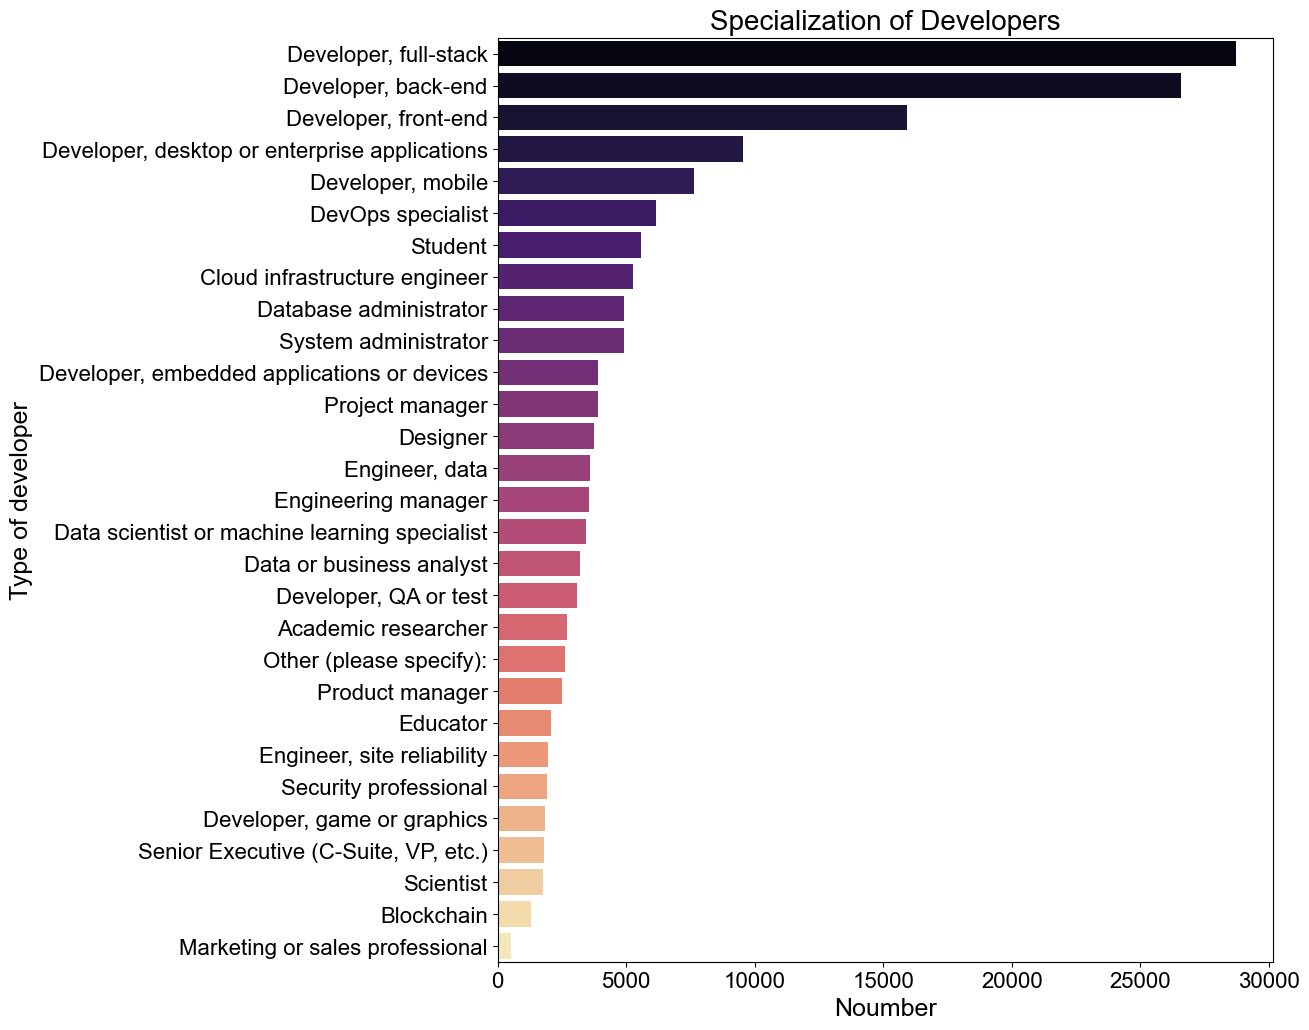 Specialization of Developers
Developer, full-stack
Developer, back-end
Developer, front-end
Developer, desktop or enterprise applications
Developer, mobile
DevOps specialist
Student
Cloud infrastructure engineer
Database administrator
System administrator
Developer, embedded applications or devices
Project manager
Designer
Engineer, data
Engineering manager
Data scientist or machine learning specialist
Data or business analyst
Developer, QA or test
Academic researcher
Other (please specify):
Product manager
Educator
Engineer, site reliability
Security professional
Developer, game or graphics
Senior Executive (C-Suite, VP, etc.)
Scientist
Blockchain
Marketing or sales professional
Type of developer
0 5000 10000 15000 20000 25000 30000
Noumber